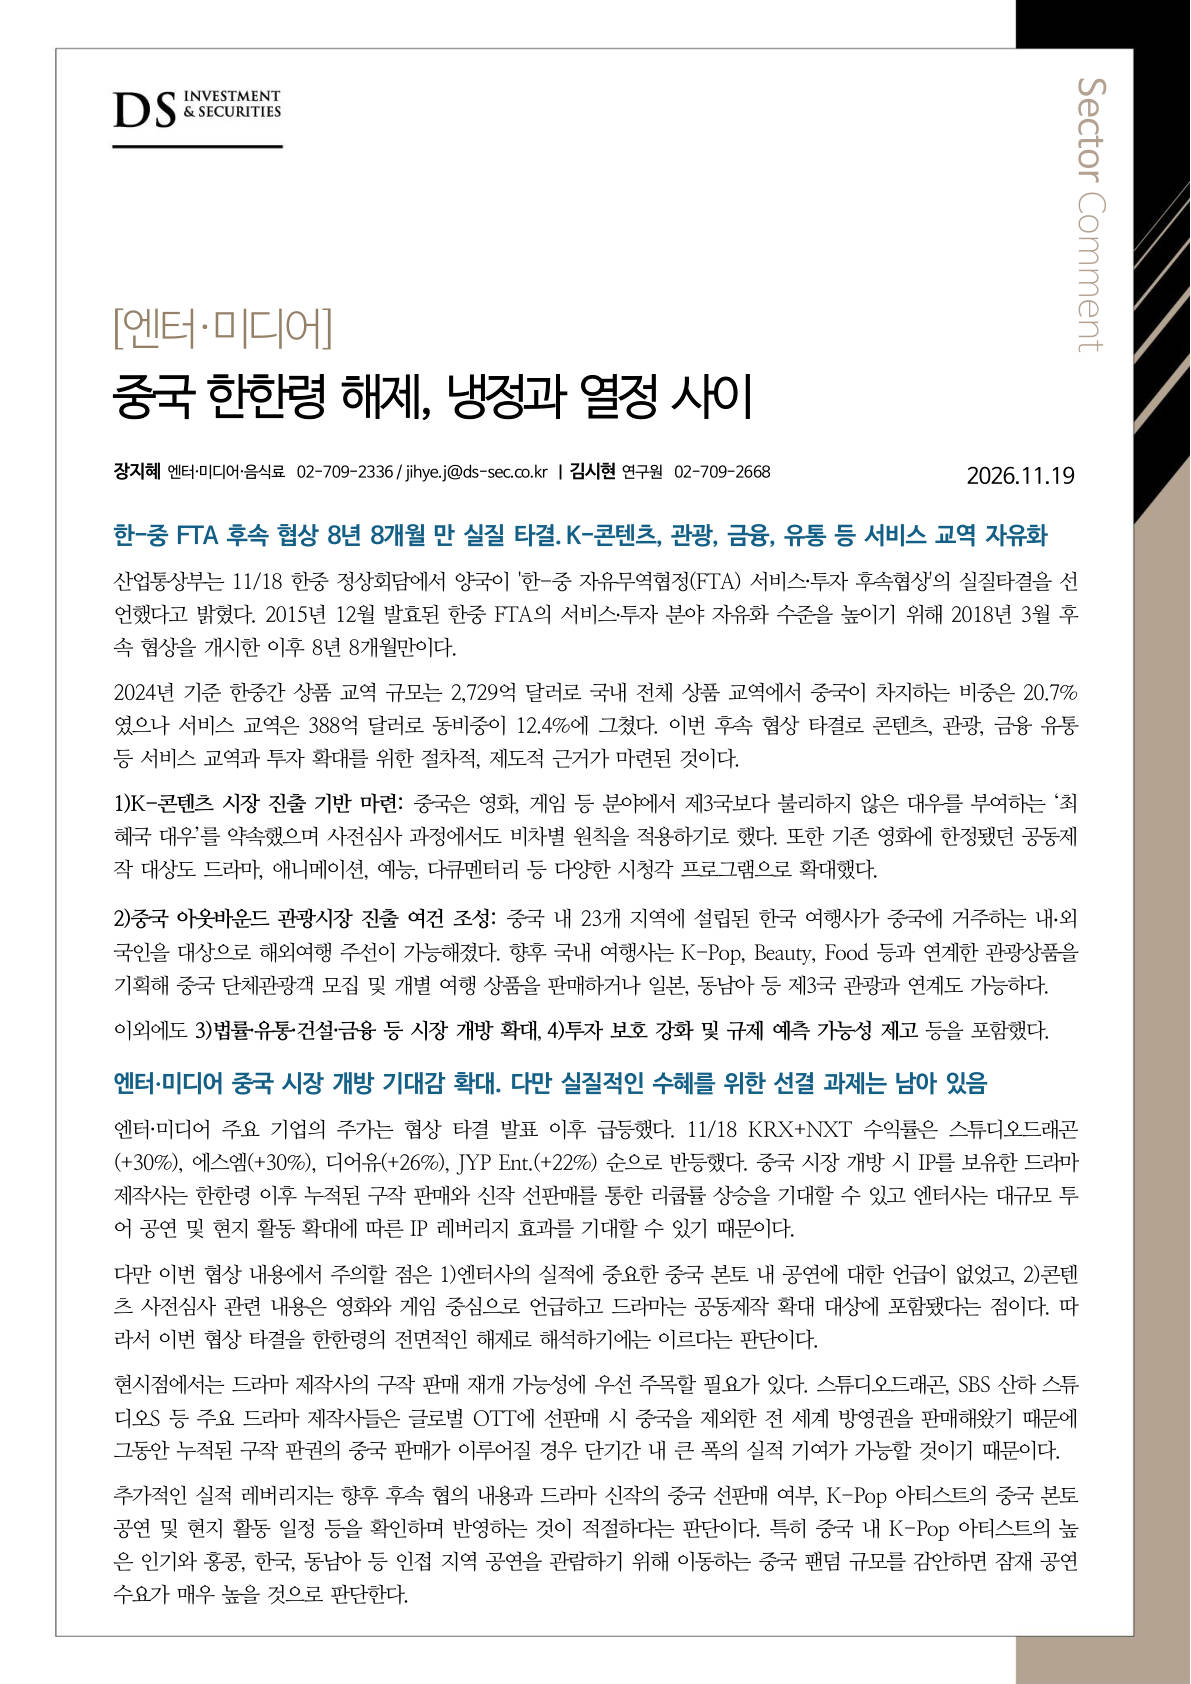 DS INVESTMENT & SECURITIES
Sector Comment
[엔터·미디어]
중국 한한령 해제, 냉정과 열정 사이
장지혜 엔터·미디어·음식료 02-709-2336 / jihye.j@ds-sec.co.kr | 김시현 연구원 02-709-2668
2026.11.19
한-중 FTA 후속 협상 8년 8개월 만 실질 타결. K-콘텐츠, 관광, 금융, 유통 등 서비스 교역 자유화
산업통상부는 11/18 한중 정상회담에서 양국이 '한-중 자유무역협정(FTA) 서비스·투자 후속협상'의 실질타결을 선
언했다고 밝혔다. 2015년 12월 발효된 한중 FTA의 서비스·투자 분야 자유화 수준을 높이기 위해 2018년 3월 후
속 협상을 개시한 이후 8년 8개월만이다.
2024년 기준 한중간 상품 교역 규모는 2,729억 달러로 국내 전체 상품 교역에서 중국이 차지하는 비중은 20.7%
였으나 서비스 교역은 388억 달러로 동비중이 12.4%에 그쳤다. 이번 후속 협상 타결로 콘텐츠, 관광, 금융 유통
등 서비스 교역과 투자 확대를 위한 절차적, 제도적 근거가 마련된 것이다.
1)K-콘텐츠 시장 진출 기반 마련: 중국은 영화, 게임 등 분야에서 제3국보다 불리하지 않은 대우를 부여하는 ‘최
혜국 대우’를 약속했으며 사전심사 과정에서도 비차별 원칙을 적용하기로 했다. 또한 기존 영화에 한정됐던 공동제
작 대상도 드라마, 애니메이션, 예능, 다큐멘터리 등 다양한 시청각 프로그램으로 확대했다.
2)중국 아웃바운드 관광시장 진출 여건 조성: 중국 내 23개 지역에 설립된 한국 여행사가 중국에 거주하는 내·외
국인을 대상으로 해외여행 주선이 가능해졌다. 향후 국내 여행사는 K-Pop, Beauty, Food 등과 연계한 관광상품을
기획해 중국 단체관광객 모집 및 개별 여행 상품을 판매하거나 일본, 동남아 등 제3국 관광과 연계도 가능하다.
이외에도 3)법률·유통·건설·금융 등 시장 개방 확대, 4)투자 보호 강화 및 규제 예측 가능성 제고 등을 포함했다.
엔터·미디어 중국 시장 개방 기대감 확대. 다만 실질적인 수혜를 위한 선결 과제는 남아 있음
엔터·미디어 주요 기업의 주가는 협상 타결 발표 이후 급등했다. 11/18 KRX+NXT 수익률은 스튜디오드래곤
(+30%), 에스엠(+30%), 디어유(+26%), JYP Ent.(+22%) 순으로 반등했다. 중국 시장 개방 시 IP를 보유한 드라마
제작사는 한한령 이후 누적된 구작 판매와 신작 선판매를 통한 리쿱률 상승을 기대할 수 있고 엔터사는 대규모 투
어 공연 및 현지 활동 확대에 따른 IP 레버리지 효과를 기대할 수 있기 때문이다.
다만 이번 협상 내용에서 주의할 점은 1)엔터사의 실적에 중요한 중국 본토 내 공연에 대한 언급이 없었고, 2)콘텐
츠 사전심사 관련 내용은 영화와 게임 중심으로 언급하고 드라마는 공동제작 확대 대상에 포함됐다는 점이다. 따
라서 이번 협상 타결을 한한령의 전면적인 해제로 해석하기에는 이르다는 판단이다.
현시점에서는 드라마 제작사의 구작 판매 재개 가능성에 우선 주목할 필요가 있다. 스튜디오드래곤, SBS 산하 스튜
디오S 등 주요 드라마 제작사들은 글로벌 OTT에 선판매 시 중국을 제외한 전 세계 방영권을 판매해왔기 때문에
그동안 누적된 구작 판권의 중국 판매가 이루어질 경우 단기간 내 큰 폭의 실적 기여가 가능할 것이기 때문이다.
추가적인 실적 레버리지는 향후 후속 협의 내용과 드라마 신작의 중국 선판매 여부, K-Pop 아티스트의 중국 본토
공연 및 현지 활동 일정 등을 확인하며 반영하는 것이 적절하다는 판단이다. 특히 중국 내 K-Pop 아티스트의 높
은 인기와 홍콩, 한국, 동남아 등 인접 지역 공연을 관람하기 위해 이동하는 중국 팬덤 규모를 감안하면 잠재 공연
수요가 매우 높을 것으로 판단한다.